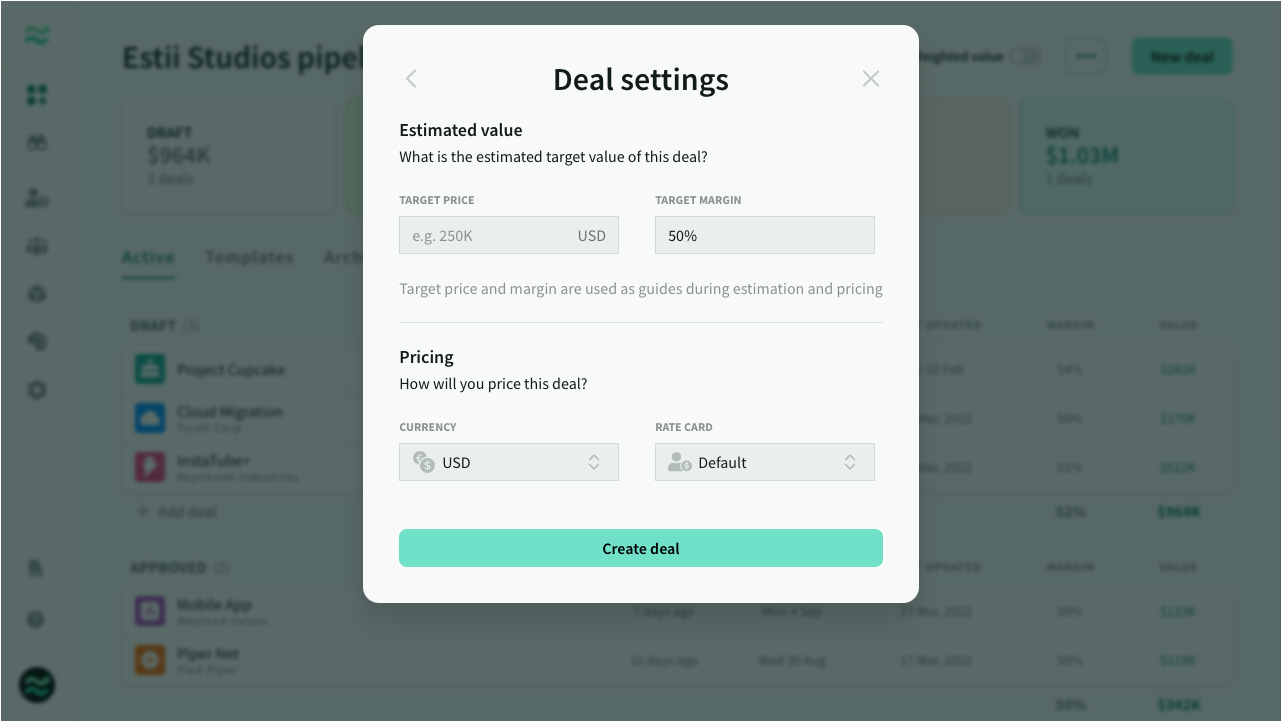 Estii Studios pipel
ighted value
New deal
DRAFT
$964K
3 deals
WON
$1.03M
1 deals
Active
Templates
Arch
Deal settings
Estimated value
What is the estimated target value of this deal?
TARGET PRICE
TARGET MARGIN
e.g. 250K
USD
50%
Target price and margin are used as guides during estimation and pricing
Pricing
How will you price this deal?
CURRENCY
RATE CARD
USD
Default
Create deal
DRAFT (3)
UPDATED
MARGIN
VALUE
Project Cupcake
10 Feb
54%
$281K
Cloud Migration
Tyrell Corp
Mar, 2022
50%
$170K
InstaTube+
Reynholm Industries
Mar, 2022
51%
$512K
Add deal
52%
$964K
APPROVED (2)
UPDATED
MARGIN
VALUE
Mobile App
Weyland-Yutani
7 days ago
Mon 4 Sep
17 Mar, 2022
50%
$123K
Piper Net
Pied Piper
12 days ago
Wed 30 Aug
17 Mar, 2022
50%
$219K
50%
$342K